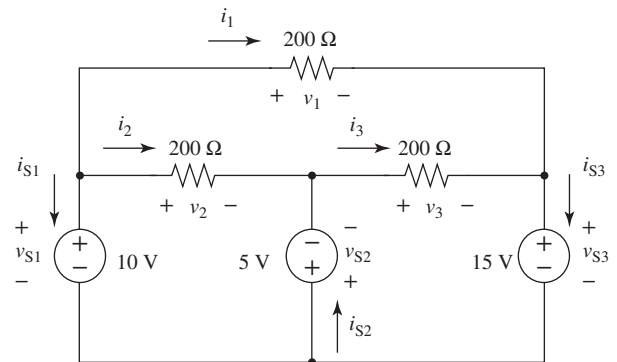 i1
200 Ω
+ v1 −
i2
i3
200 Ω
200 Ω
iS1
iS3
+ v2 −
+ v3 −
+
vS1
−
+
−
10 V
5 V
−
+
−
vS2
+
15 V
+
−
+
vS3
−
iS2